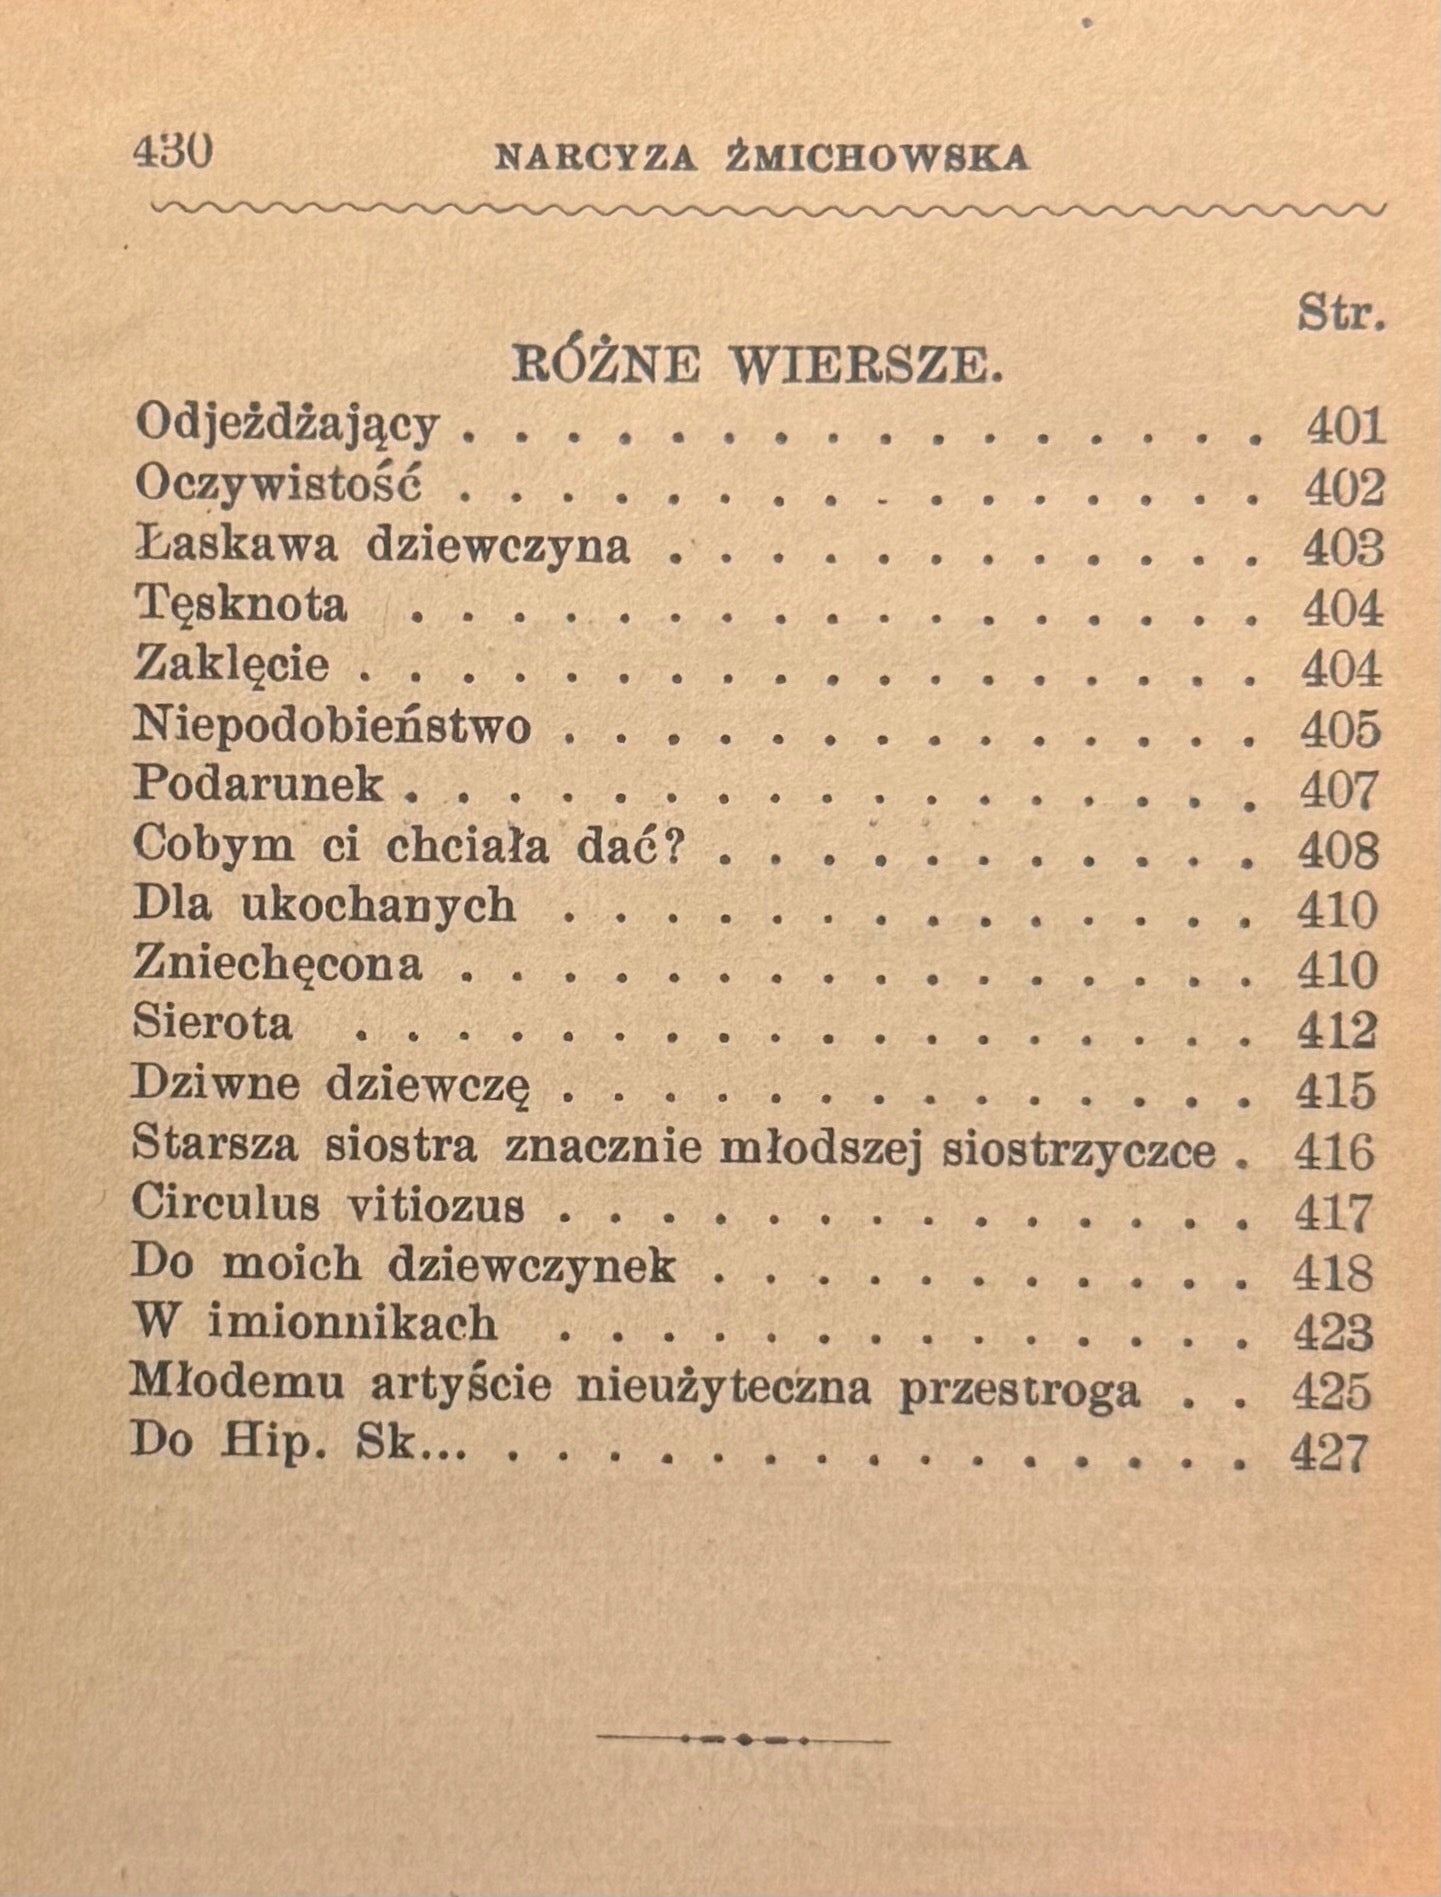 430 NARCYZA ŻMICHOWSKA
Str.
RÓŻNE WIERSZE.
Odjeżdżający . . . . . . . . . . . . . . . . 401
Oczywistość . . . . . . . . . . . . . . . . 402
Łaskawa dziewczyna . . . . . . . . . . . . 403
Tęsknota . . . . . . . . . . . . . . . . . 404
Zaklęcie . . . . . . . . . . . . . . . . . . 404
Niepodobieństwo . . . . . . . . . . . . . . 405
Podarunek . . . . . . . . . . . . . . . . . 407
Cobym ci chciała dać? . . . . . . . . . . . 408
Dla ukochanych . . . . . . . . . . . . . . 410
Zniechęcona . . . . . . . . . . . . . . . . 410
Sierota . . . . . . . . . . . . . . . . . . 412
Dziwne dziewczę . . . . . . . . . . . . . . 415
Starsza siostra znacznie młodszej siostrzyczce . 416
Circulus vitiozus . . . . . . . . . . . . . . 417
Do moich dziewczynek . . . . . . . . . . . 418
W imionnikach . . . . . . . . . . . . . . 423
Młodemu artyście nieużyteczna przestroga . . 425
Do Hip. Sk... . . . . . . . . . . . . . . . 427